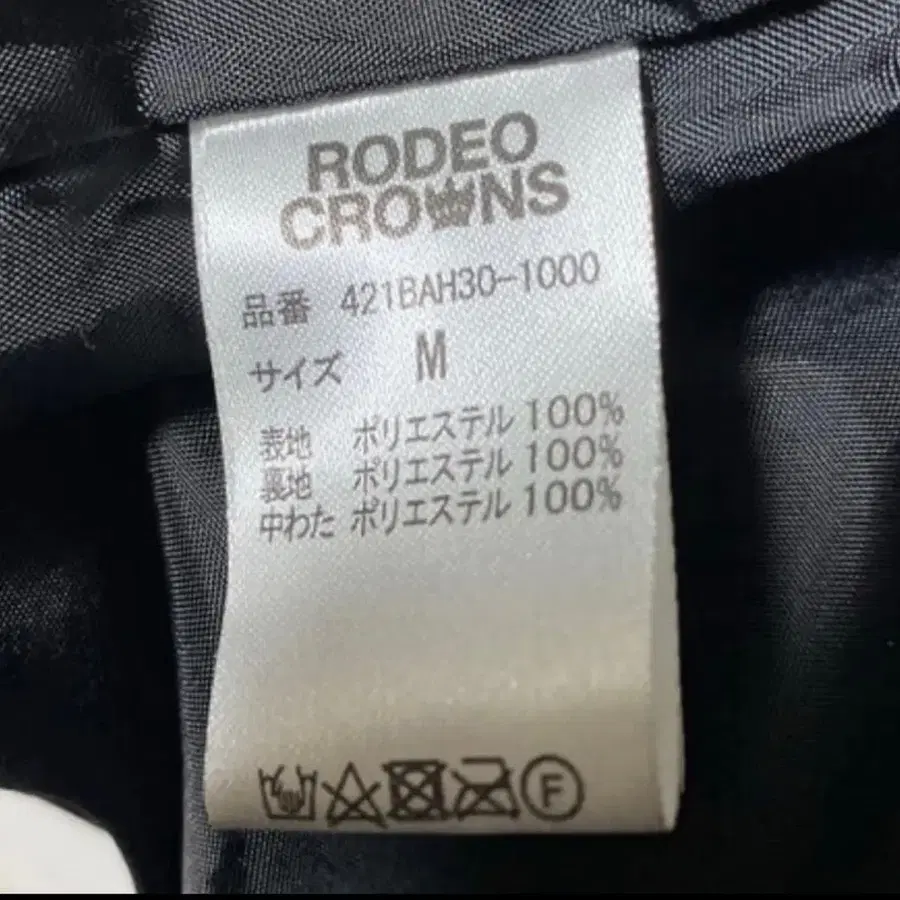 RODEO
CROWNS
品番 421BAH30-1000
サイズ M
表地 ポリエステル 100%
裏地 ポリエステル 100%
中わた ポリエステル 100%
F